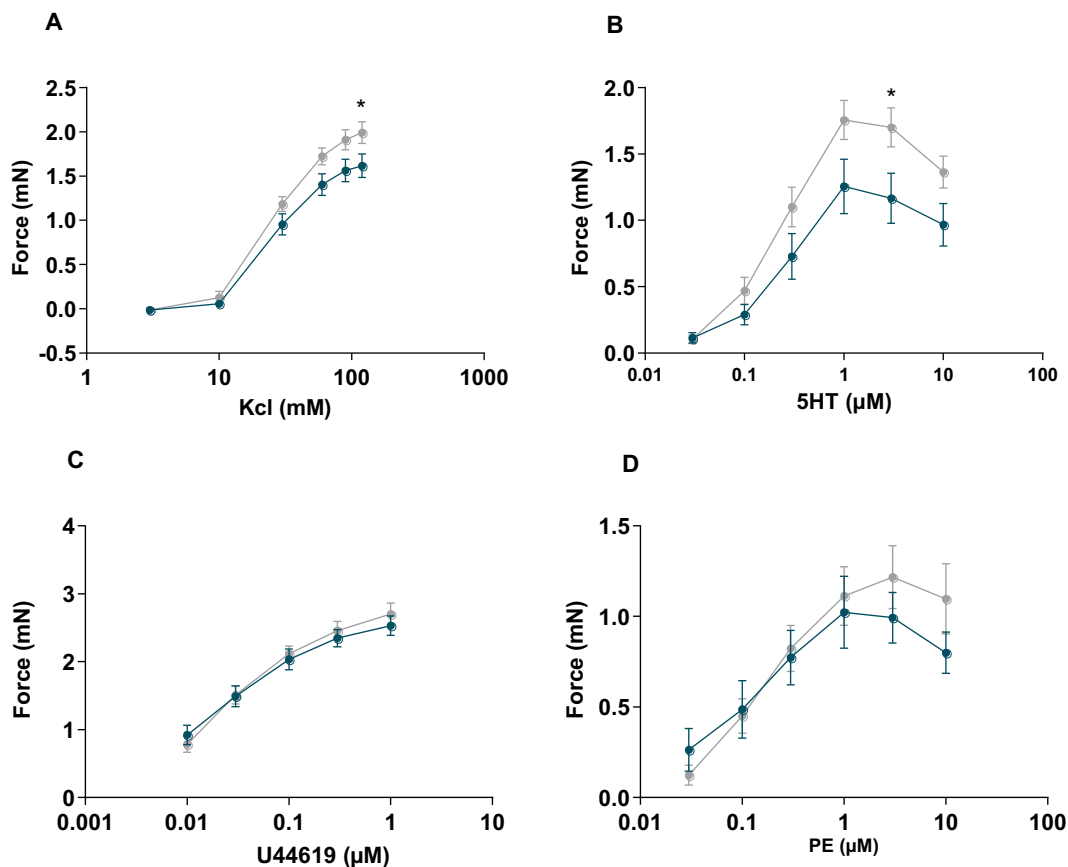 A
*
2.5
2.0
1.5
1.0
0.5
0.0
-0.5
Force (mN)
1 10 100 1000
Kcl (mM)
B
*
2.0
1.5
1.0
0.5
0.0
Force (mN)
0.01 0.1 1 10 100
5HT (µM)
C
4
3
2
1
0
Force (mN)
0.001 0.01 0.1 1 10
U44619 (µM)
D
1.5
1.0
0.5
0.0
Force (mN)
0.01 0.1 1 10 100
PE (µM)